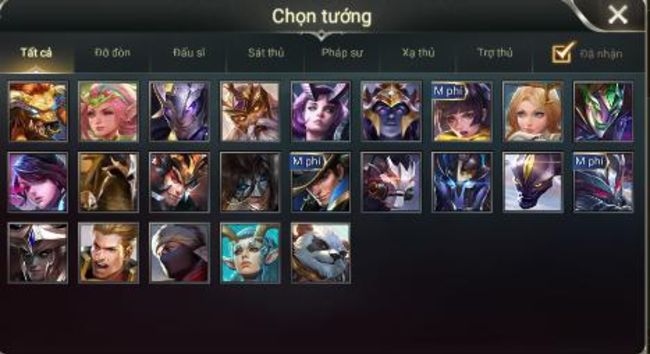 Chọn tướng
Tất cả Đỡ đòn Đấu sĩ Sát thủ Pháp sư Xạ thủ Trợ thủ Đã nhận
M phí
M phí M phí